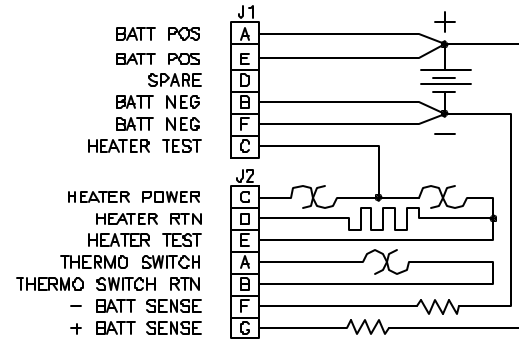 J1
BATT POS A
BATT POS E
SPARE D
BATT NEG B
BATT NEG F
HEATER TEST C
+
−
J2
HEATER POWER C
HEATER RTN D
HEATER TEST E
THERMO SWITCH A
THERMO SWITCH RTN B
- BATT SENSE F
+ BATT SENSE G